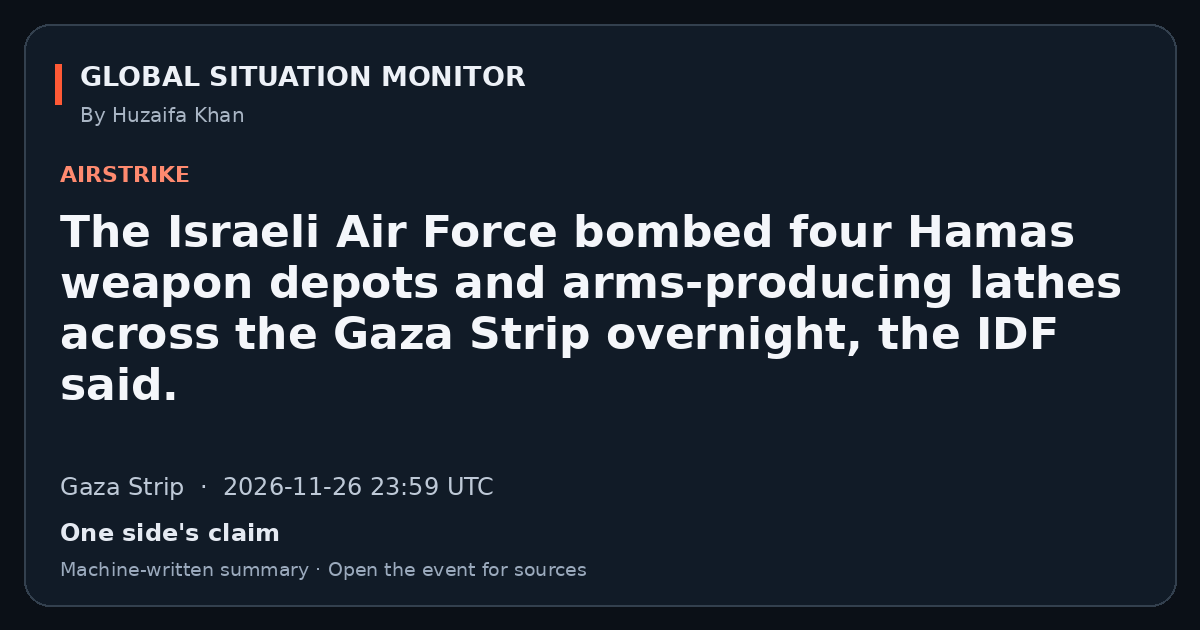 GLOBAL SITUATION MONITOR
By Huzaifa Khan
AIRSTRIKE
The Israeli Air Force bombed four Hamas
weapon depots and arms-producing lathes
across the Gaza Strip overnight, the IDF
said.
Gaza Strip · 2026-11-26 23:59 UTC
One side's claim
Machine-written summary · Open the event for sources